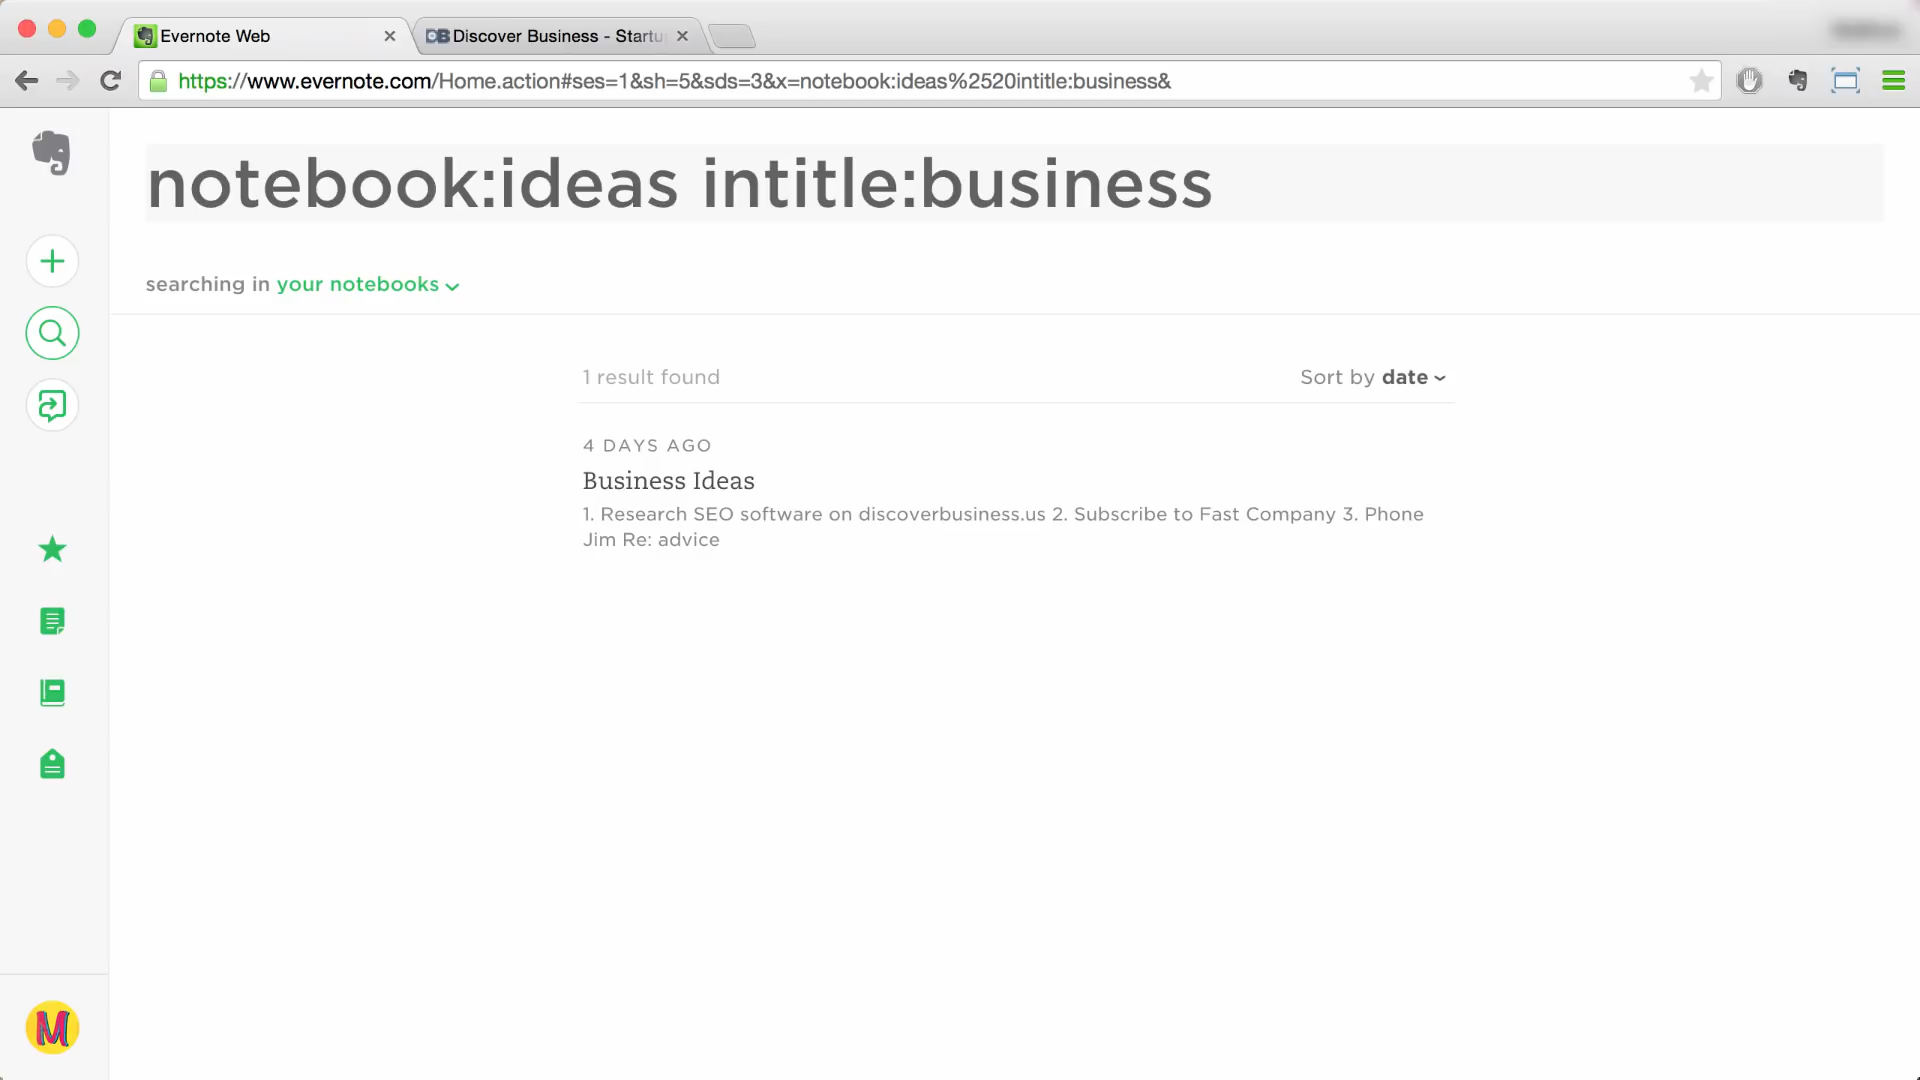 Evernote Web
Discover Business - Startu
https://www.evernote.com/Home.action#ses=1&sh=5&sds=3&x=notebook:ideas%2520intitle:business&
notebook:ideas intitle:business
searching in your notebooks
1 result found
Sort by date
4 DAYS AGO
Business Ideas
1. Research SEO software on discoverbusiness.us 2. Subscribe to Fast Company 3. Phone
Jim Re: advice
M